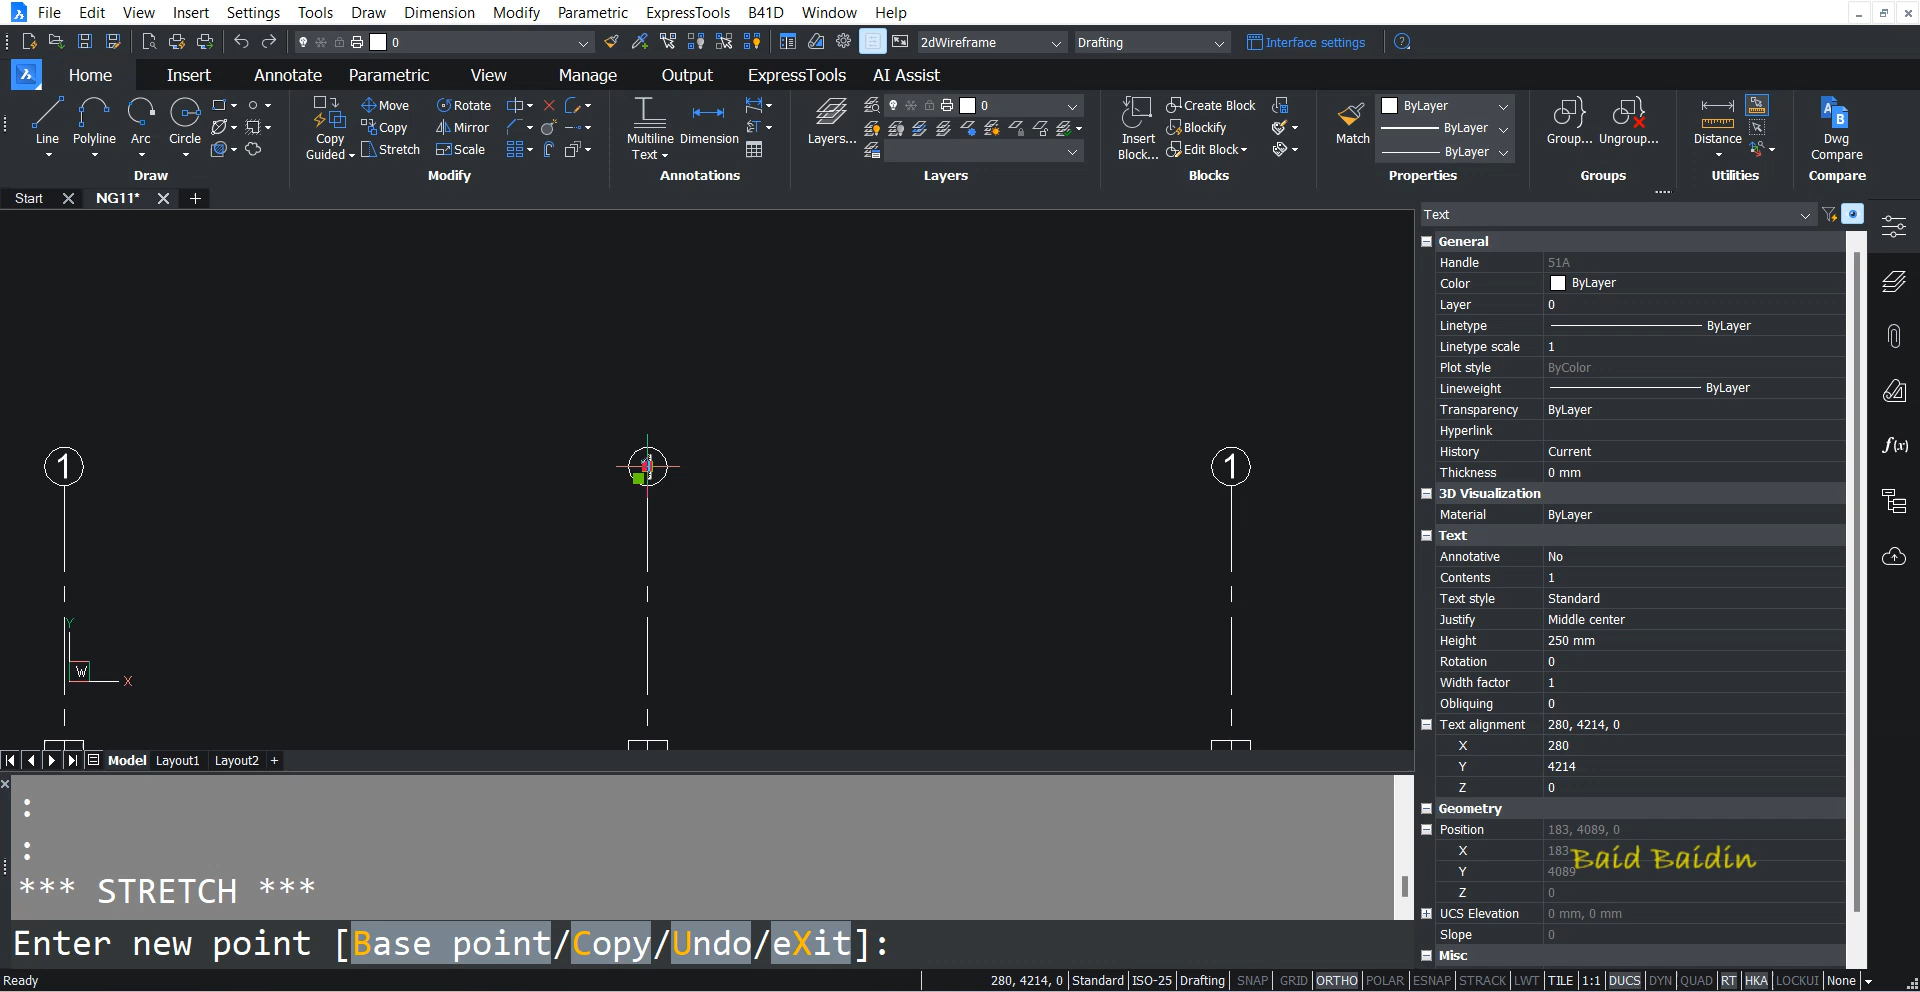 File Edit View Insert Settings Tools Draw Dimension Modify Parametric ExpressTools B41D Window Help
0 2dWireframe Drafting Interface settings
Home Insert Annotate Parametric View Manage Output ExpressTools AI Assist
Line Polyline Arc Circle
Draw
Copy Guided Move Copy Stretch Rotate Mirror Scale
Modify
Multiline Text Dimension
Annotations
Layers... 0
Layers
Insert Block... Create Block Blockify Edit Block
Blocks
Match ByLayer ByLayer ByLayer
Properties
Group... Ungroup...
Groups
Distance
Utilities
Dwg Compare
Compare
Start NG11*
Text
General
Handle 51A
Color ByLayer
Layer 0
Linetype ByLayer
Linetype scale 1
Plot style ByColor
Lineweight ByLayer
Transparency ByLayer
Hyperlink
History Current
Thickness 0 mm
3D Visualization
Material ByLayer
Text
Annotative No
Contents 1
Text style Standard
Justify Middle center
Height 250 mm
Rotation 0
Width factor 1
Obliquing 0
Text alignment 280, 4214, 0
X 280
Y 4214
Z 0
Geometry
Position 183, 4089, 0
X 183
Y 4089
Z 0
UCS Elevation 0 mm, 0 mm
Slope 0
Misc
Baid Baidin
f(x)
1 1
Y
W X
Model Layout1 Layout2 +
:
:
*** STRETCH ***
Enter new point [Base point/Copy/Undo/eXit]:
Ready 280, 4214, 0 Standard ISO-25 Drafting SNAP GRID ORTHO POLAR ESNAP STRACK LWT TILE 1:1 DUCS DYN QUAD RT HKA LOCKUI None